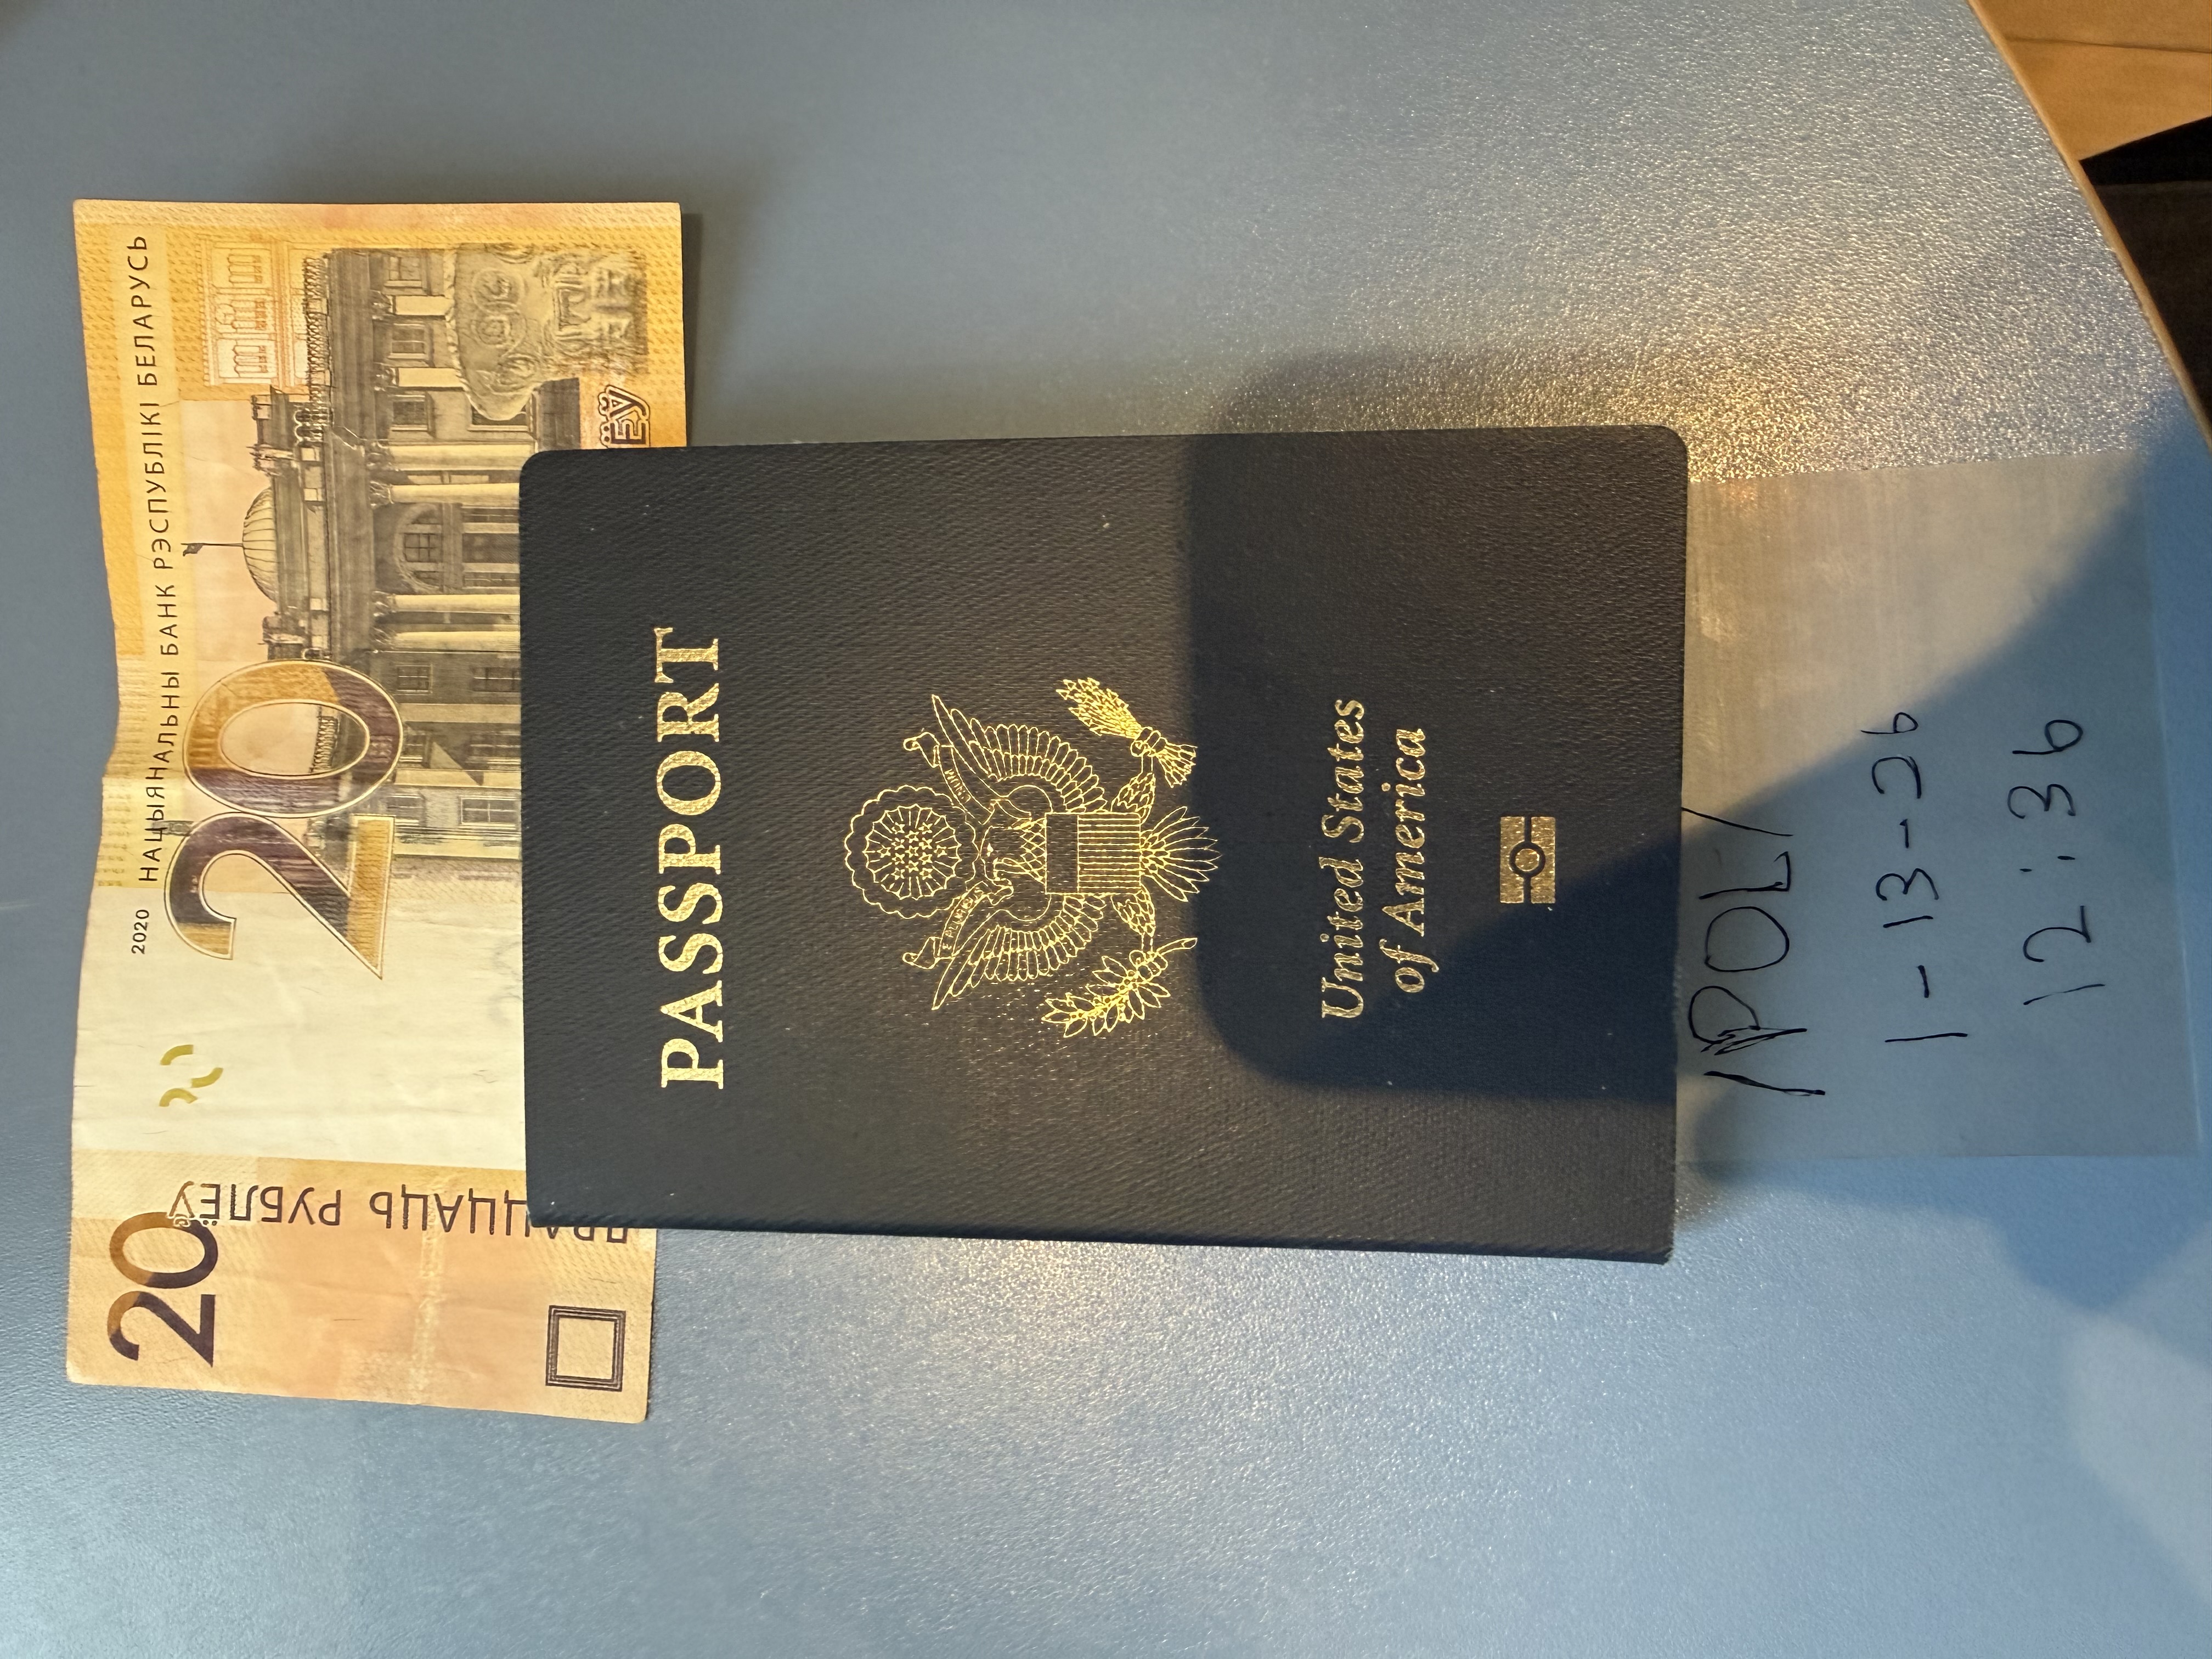 2020 НАЦЫЯНАЛЬНЫ БАНК РЭСПУБЛІКІ БЕЛАРУСЬ
20
20
ДВАЦЦАЦЬ РУБЛЁЎ
ЁЎ
PASSPORT
United States
of America
/POL/
1-13-26
12:36